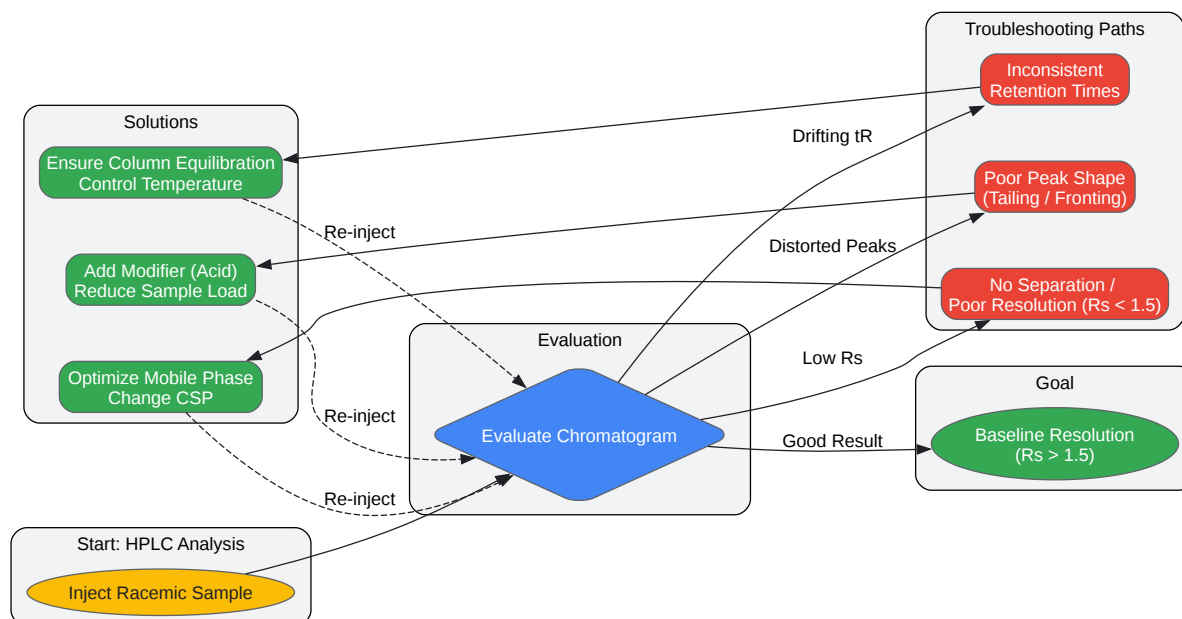 Troubleshooting Paths
Inconsistent
Retention Times
Solutions
Drifting tR
Ensure Column Equilibration
Control Temperature
Poor Peak Shape
(Tailing / Fronting)
Re-inject
Distorted Peaks
Add Modifier (Acid)
Reduce Sample Load
No Separation /
Poor Resolution (Rs < 1.5)
Evaluation
Low Rs
Optimize Mobile Phase
Change CSP
Goal
Re-inject
Evaluate Chromatogram
Good Result
Baseline Resolution
(Rs > 1.5)
Re-inject
Start: HPLC Analysis
Inject Racemic Sample